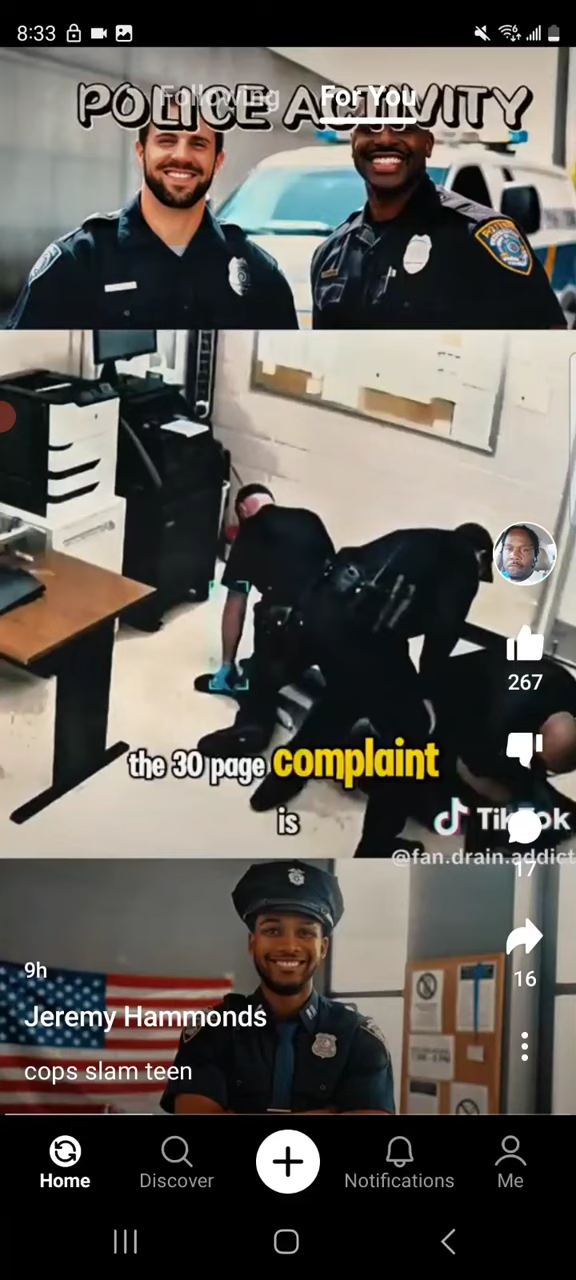 8:33
Following For You
POLICE ACTIVITY
267
the 30 page complaint
is
TikTok
@fan.drain.addict
17
9h
16
Jeremy Hammonds
cops slam teen
Home Discover Notifications Me